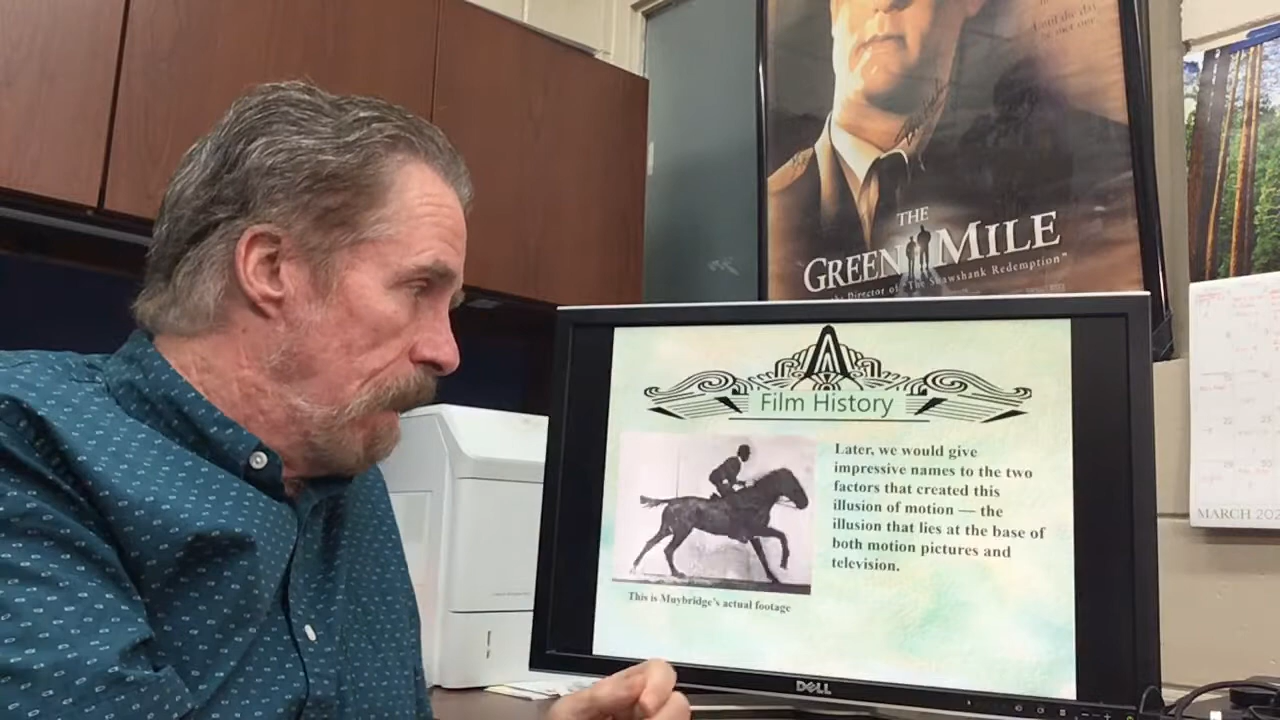 Until the day
THE
GREEN MILE
Director of "The Shawshank Redemption"
Film History
Later, we would give
impressive names to the two
factors that created this
illusion of motion — the
illusion that lies at the base of
both motion pictures and
television.
This is Muybridge's actual footage
DELL
MARCH